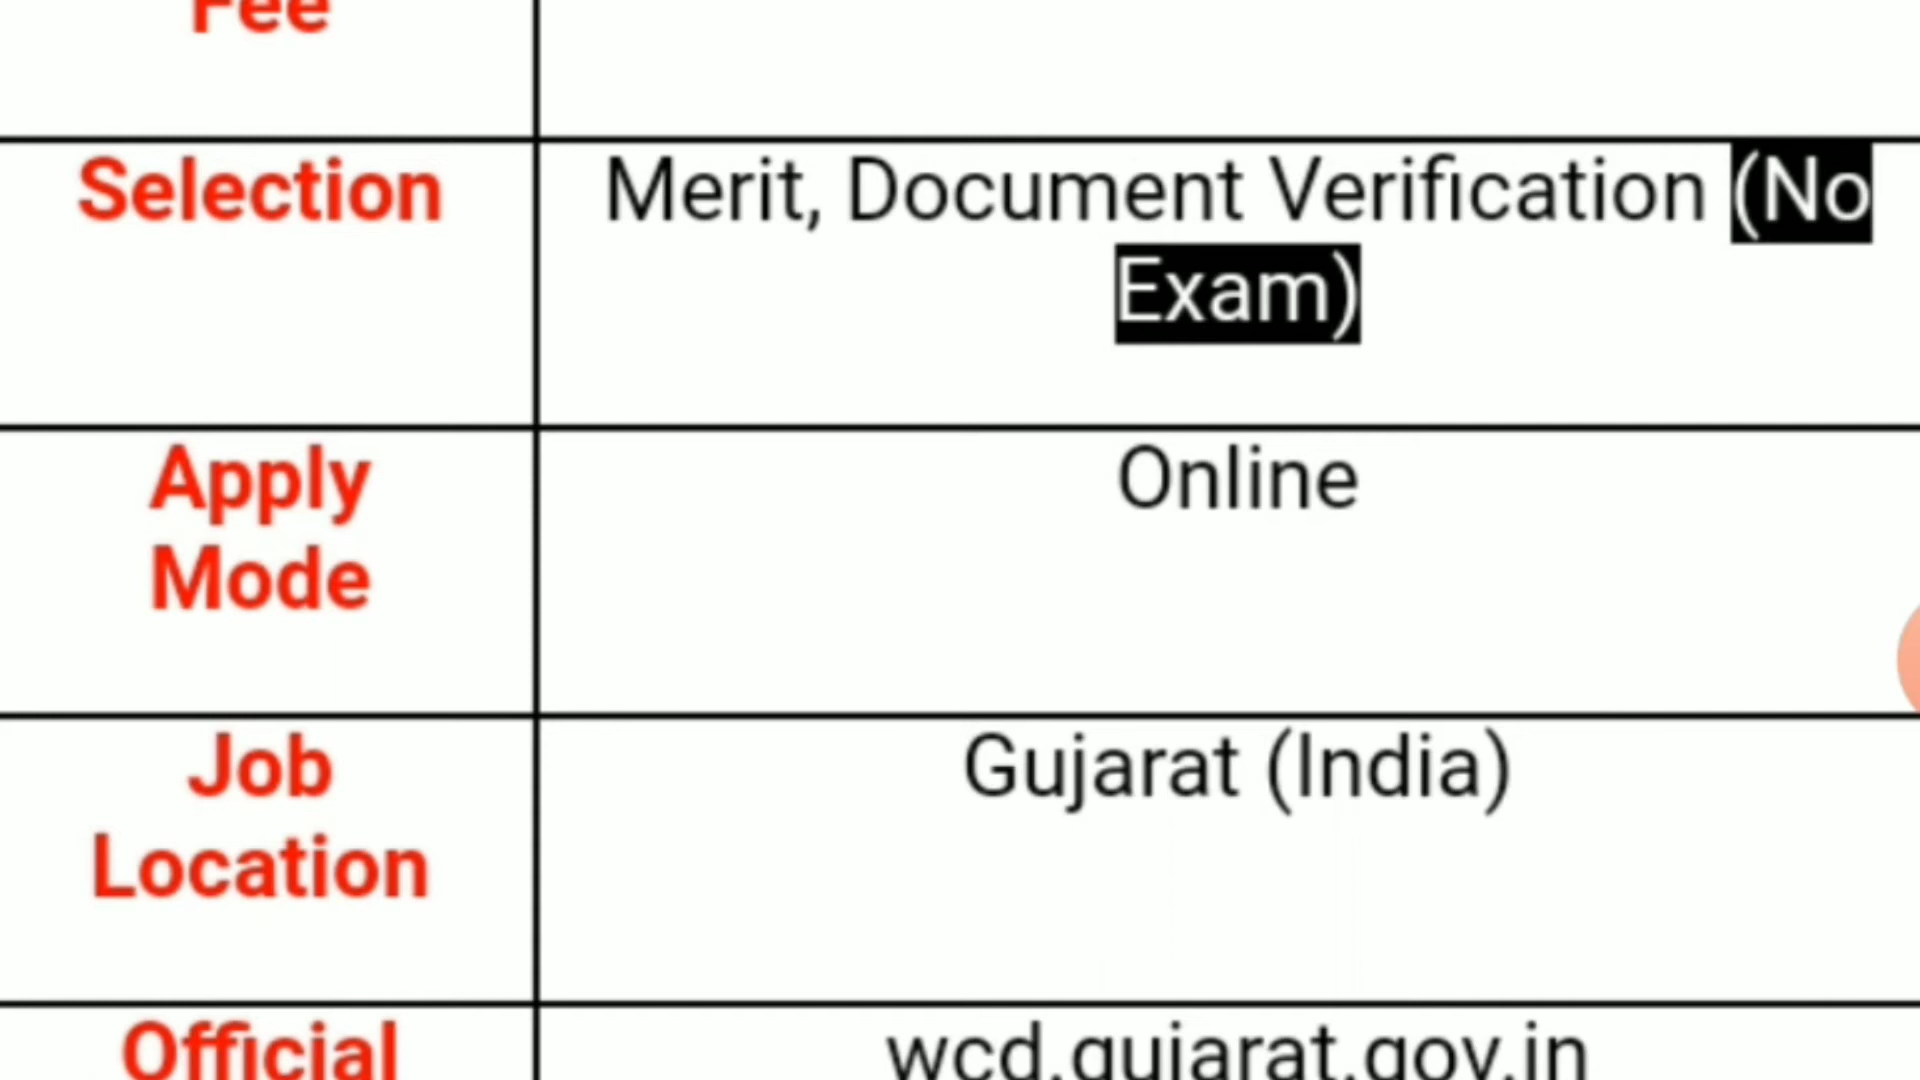 Fee
Selection
Merit, Document Verification (No
Exam)
Apply
Mode
Online
Job
Location
Gujarat (India)
Official
wcd.gujarat.gov.in